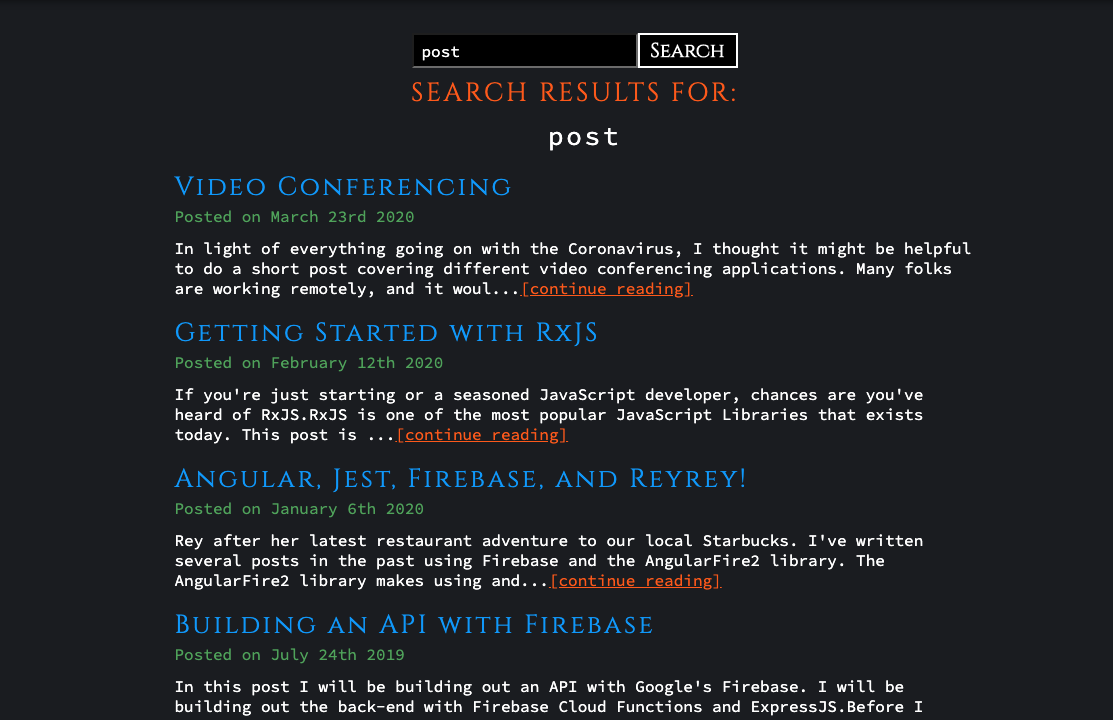 post
Search
SEARCH RESULTS FOR:
post
Video Conferencing
Posted on March 23rd 2020
In light of everything going on with the Coronavirus, I thought it might be helpful
to do a short post covering different video conferencing applications. Many folks
are working remotely, and it woul...[continue reading]
Getting Started with RxJS
Posted on February 12th 2020
If you're just starting or a seasoned JavaScript developer, chances are you've
heard of RxJS.RxJS is one of the most popular JavaScript Libraries that exists
today. This post is ...[continue reading]
Angular, Jest, Firebase, and Reyrey!
Posted on January 6th 2020
Rey after her latest restaurant adventure to our local Starbucks. I've written
several posts in the past using Firebase and the AngularFire2 library. The
AngularFire2 library makes using and...[continue reading]
Building an API with Firebase
Posted on July 24th 2019
In this post I will be building out an API with Google's Firebase. I will be
building out the back-end with Firebase Cloud Functions and ExpressJS.Before I